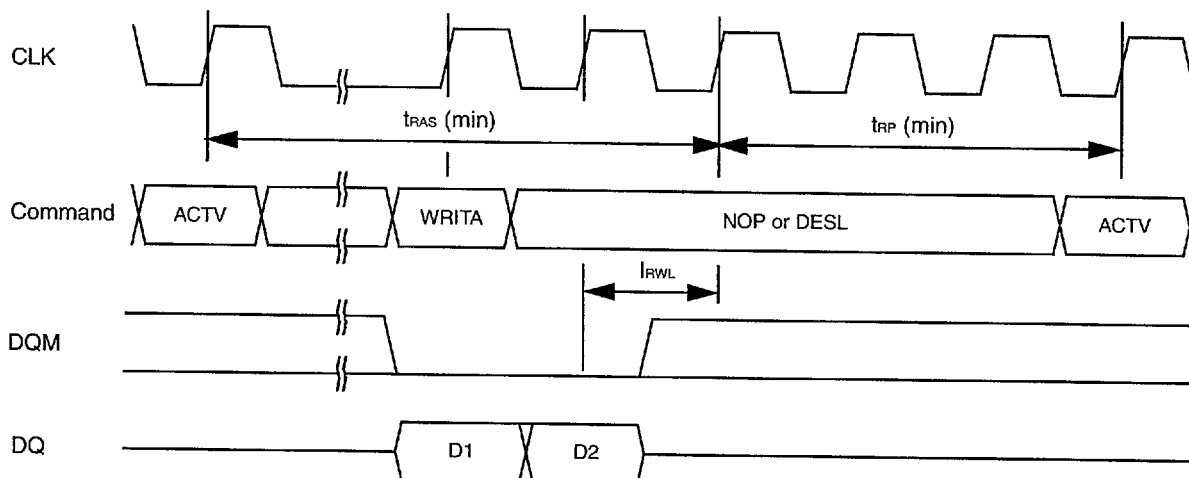 CLK
tRAS (min)
tRP (min)
Command
ACTV
WRITA
NOP or DESL
ACTV
lRWL
DQM
DQ
D1
D2